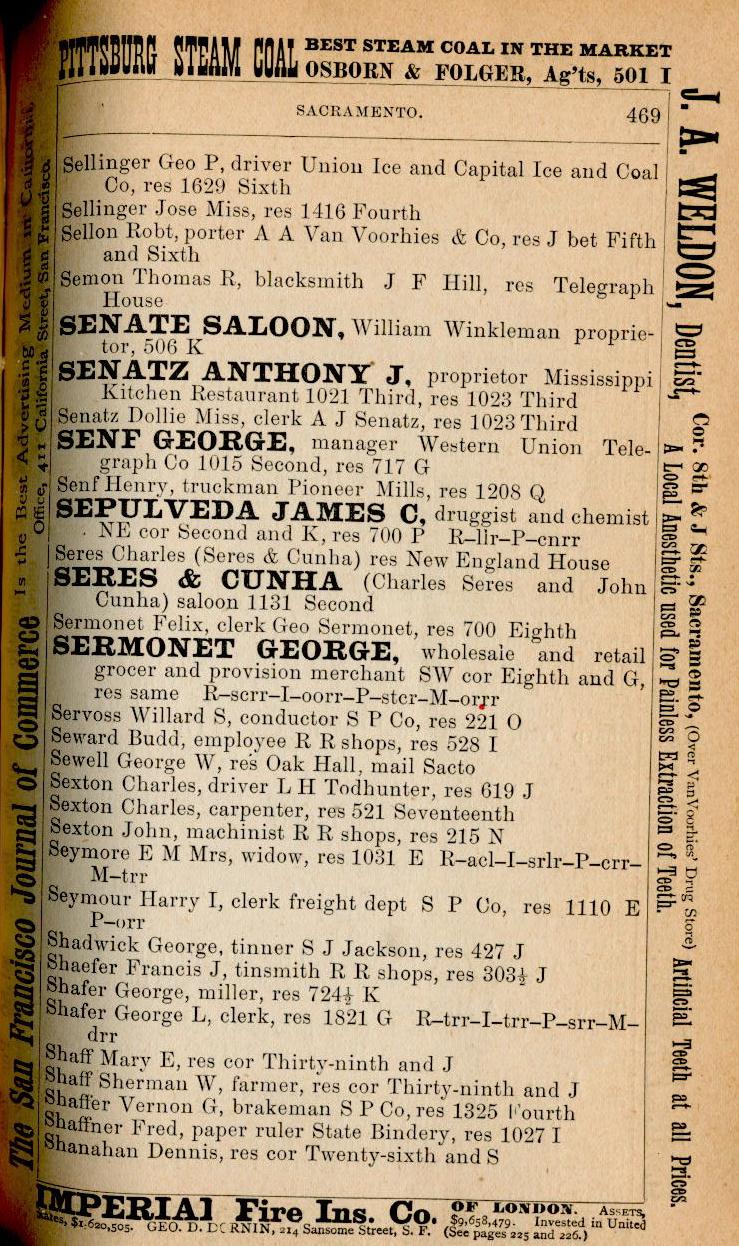 PITTSBURG STEAM COAL BEST STEAM COAL IN THE MARKET
OSBORN & FOLGER, Ag'ts, 501 I
SACRAMENTO. 469
Sellinger Geo P, driver Union Ice and Capital Ice and Coal
Co, res 1629 Sixth
Sellinger Jose Miss, res 1416 Fourth
Sellon Robt, porter A A Van Voorhies & Co, res J bet Fifth
and Sixth
Semon Thomas R, blacksmith J F Hill, res Telegraph
House
SENATE SALOON, William Winkleman proprie-
tor, 506 K
SENATZ ANTHONY J, proprietor Mississippi
Kitchen Restaurant 1021 Third, res 1023 Third
Senatz Dollie Miss, clerk A J Senatz, res 1023 Third
SENF GEORGE, manager Western Union Tele-
graph Co 1015 Second, res 717 G
Senf Henry, truckman Pioneer Mills, res 1208 Q
SEPULVEDA JAMES C, druggist and chemist
NE cor Second and K, res 700 P R-llr-P-cnrr
Seres Charles (Seres & Cunha) res New England House
SERES & CUNHA (Charles Seres and John
Cunha) saloon 1131 Second
Sermonet Felix, clerk Geo Sermonet, res 700 Eighth
SERMONET GEORGE, wholesale and retail
grocer and provision merchant SW cor Eighth and G,
res same R-scrr-I-oorr-P-stcr-M-orrr
Servoss Willard S, conductor S P Co, res 221 O
Seward Budd, employee R R shops, res 528 I
Sewell George W, res Oak Hall, mail Sacto
Sexton Charles, driver L H Todhunter, res 619 J
Sexton Charles, carpenter, res 521 Seventeenth
Sexton John, machinist R R shops, res 215 N
Seymore E M Mrs, widow, res 1031 E R-acl-I-srlr-P-crr-
M-trr
Seymour Harry I, clerk freight dept S P Co, res 1110 E
P-orr
Shadwick George, tinner S J Jackson, res 427 J
Shaefer Francis J, tinsmith R R shops, res 303½ J
Shafer George, miller, res 724½ K
Shafer George L, clerk, res 1821 G R-trr-I-trr-P-srr-M-
drr
Shaff Mary E, res cor Thirty-ninth and J
Shaff Sherman W, farmer, res cor Thirty-ninth and J
Shaffer Vernon G, brakeman S P Co, res 1325 Fourth
Shaffner Fred, paper ruler State Bindery, res 1027 I
Shanahan Dennis, res cor Twenty-sixth and S
IMPERIAL Fire Ins. Co. OF LONDON. ASSETS,
$9,658,479. Invested in United
$1,620,505. GEO. D. DORNIN, 214 Sansome Street, S. F. (See pages 225 and 226.)
The San Francisco Journal of Commerce Is the Best Advertising Medium in California.
Office, 411 California Street, San Francisco.
J. A. WELDON, Dentist, Cor. 8th & J Sts., Sacramento, (Over VanVoorhies' Drug Store) Artificial Teeth at all Prices.
A Local Anesthetic used for Painless Extraction of Teeth.